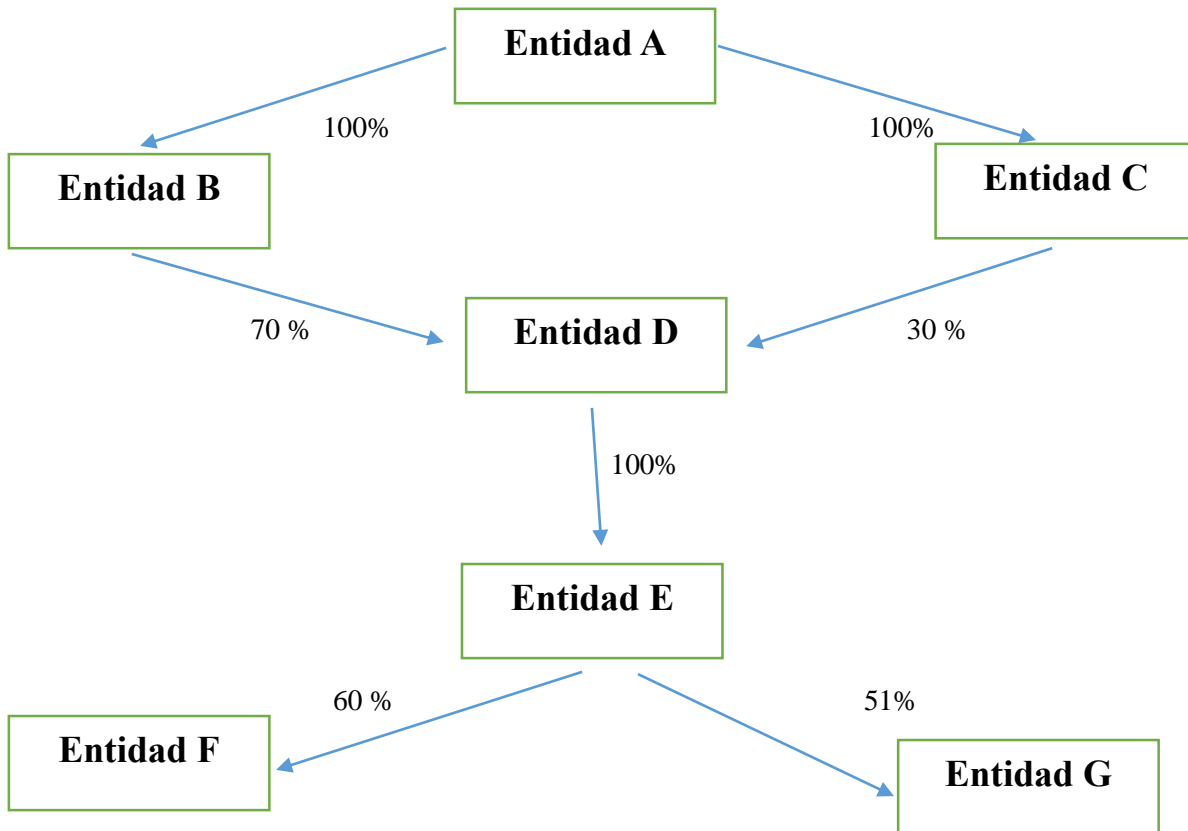 Entidad A
100%
100%
Entidad B
Entidad C
70 %
Entidad D
30 %
100%
Entidad E
60 %
51%
Entidad F
Entidad G